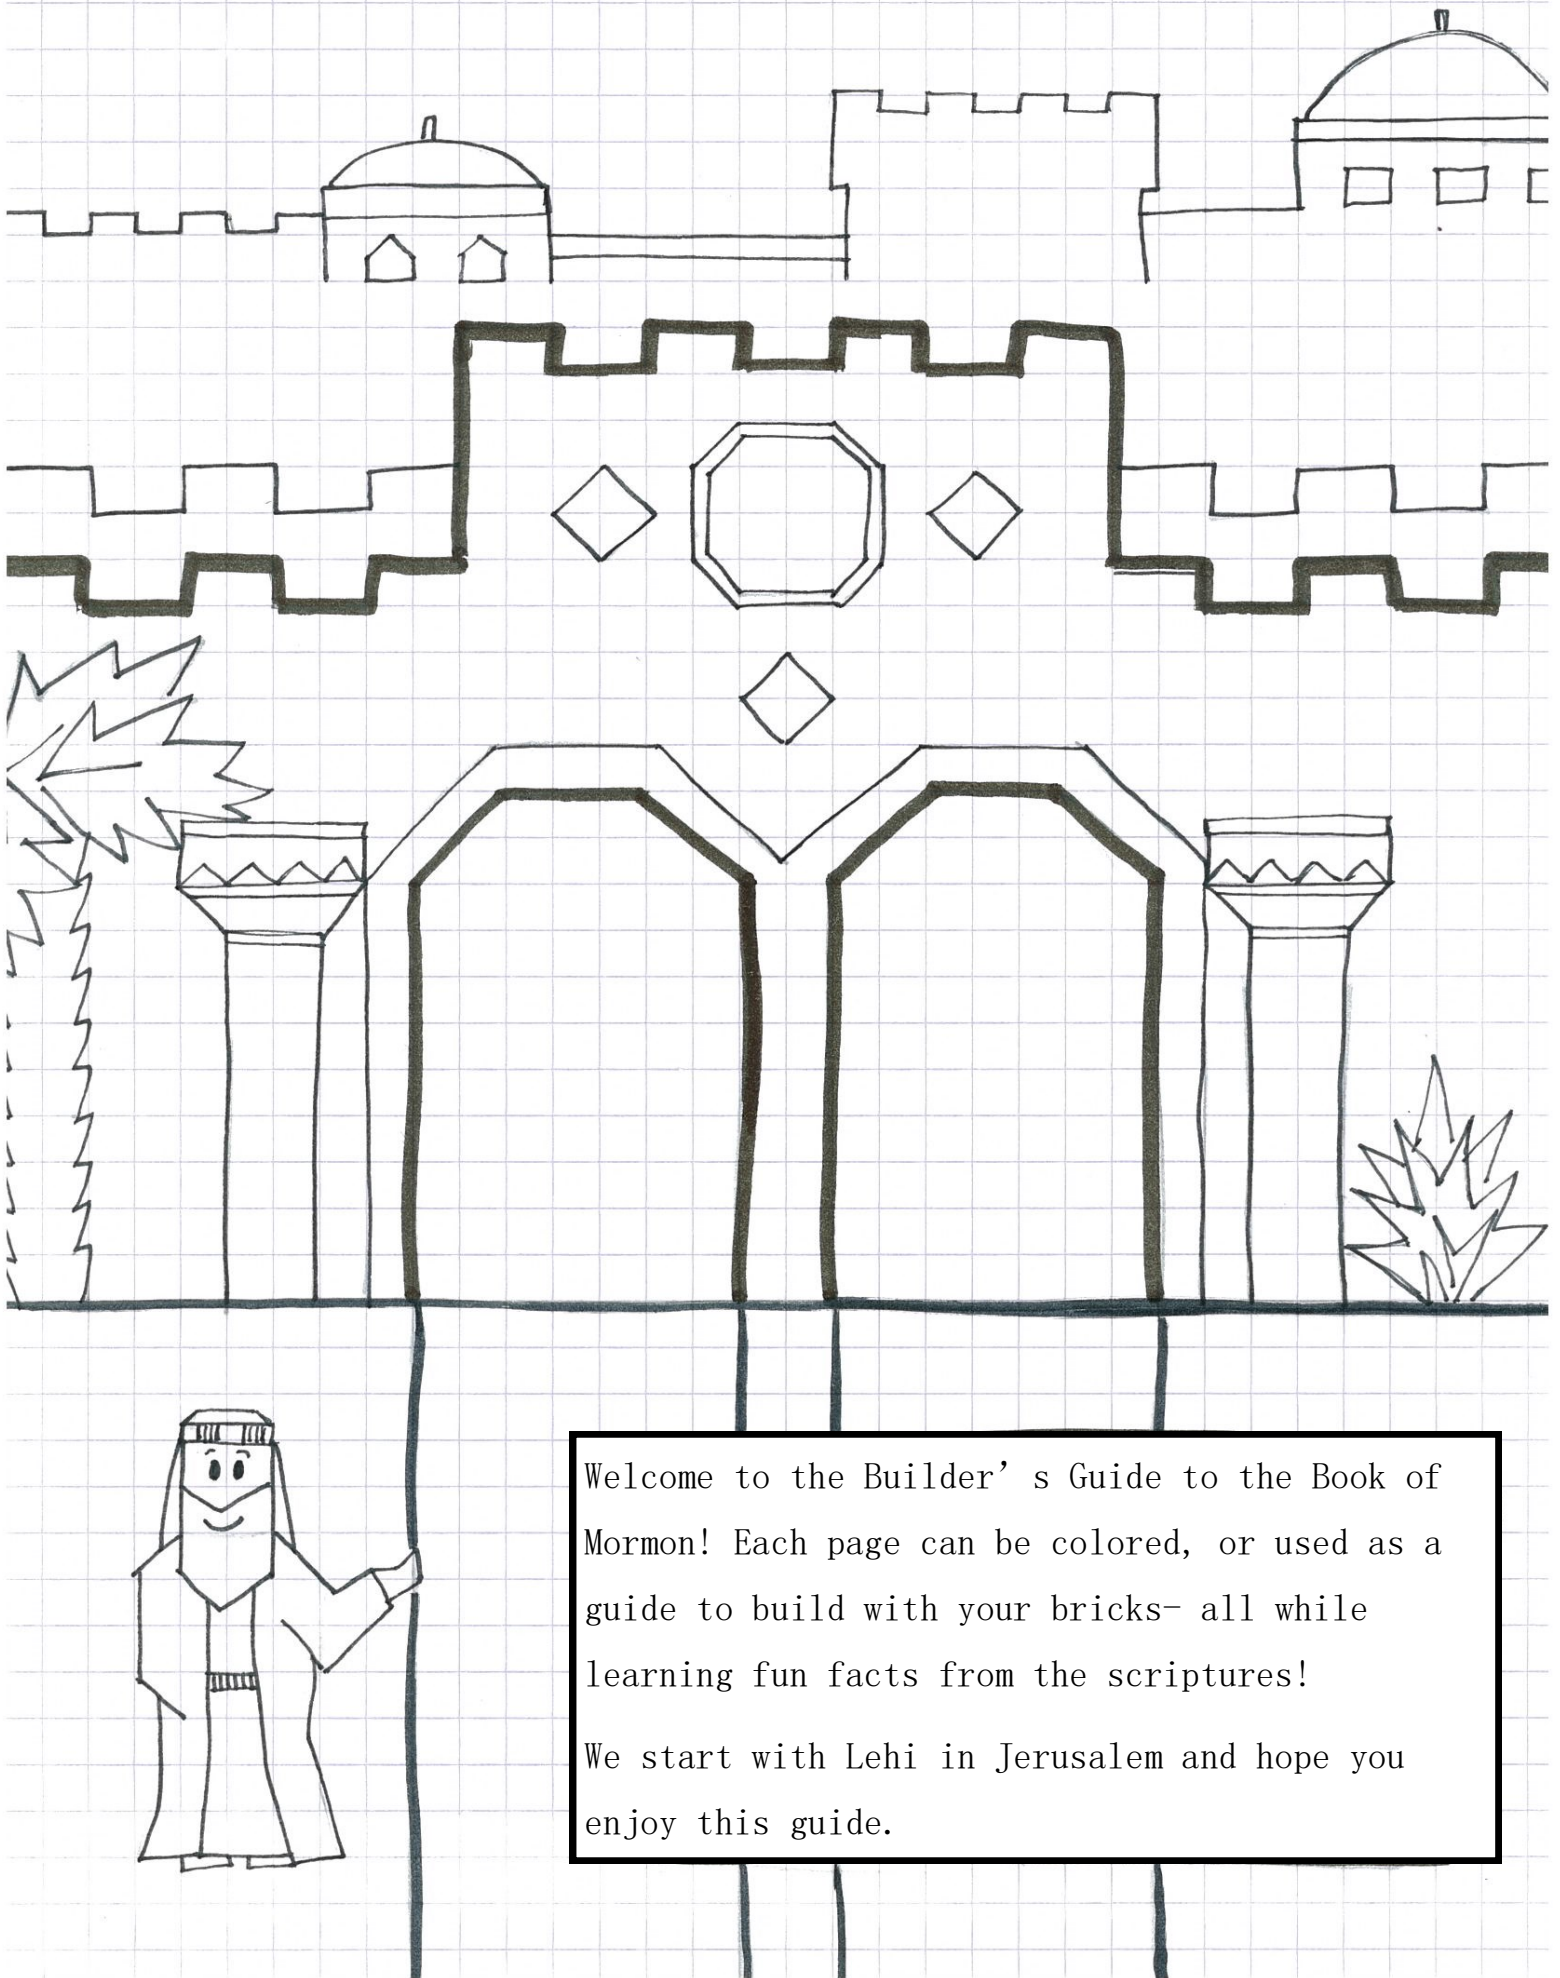 Welcome to the Builder’s Guide to the Book of
Mormon! Each page can be colored, or used as a
guide to build with your bricks- all while
learning fun facts from the scriptures!
We start with Lehi in Jerusalem and hope you
enjoy this guide.